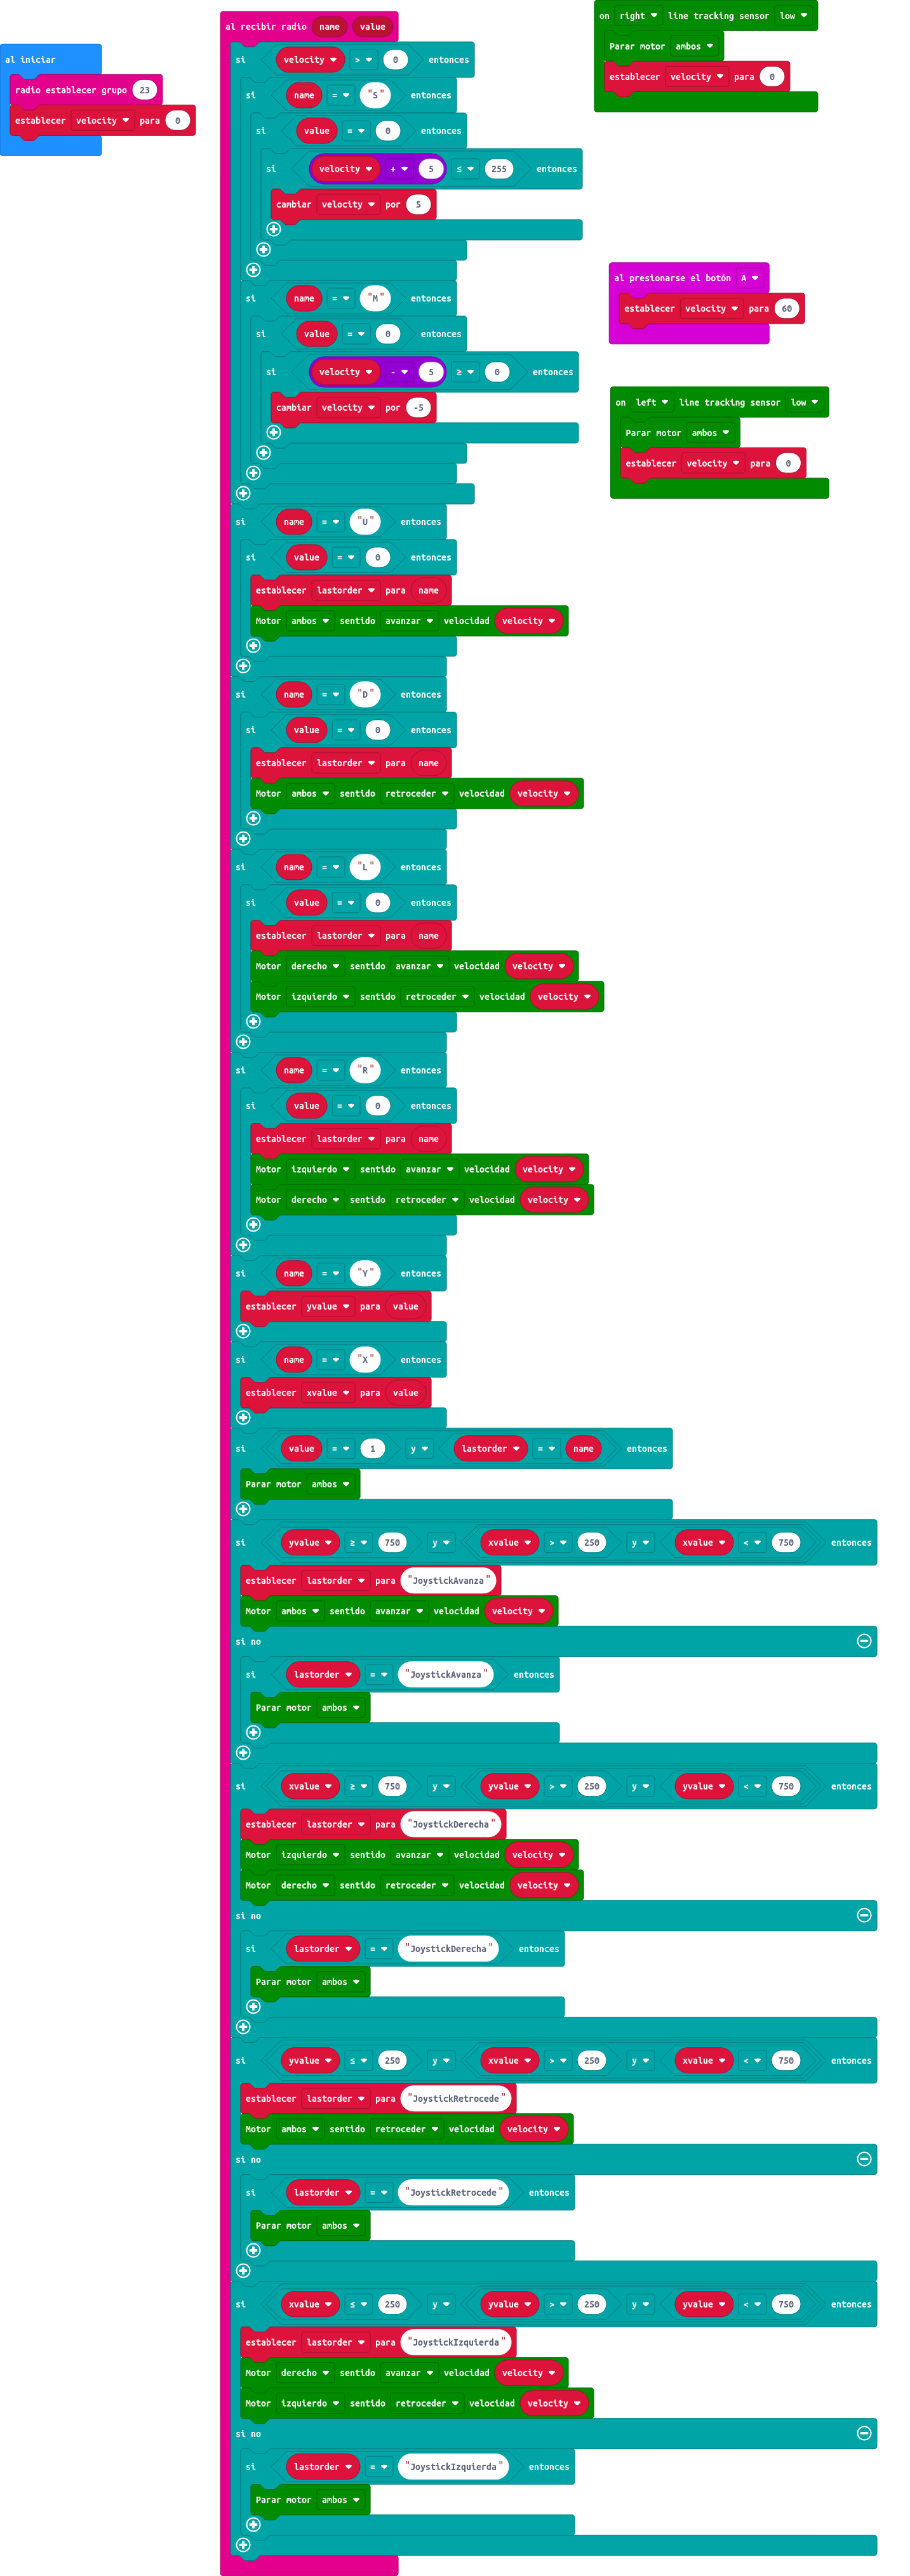 al iniciar
radio establecer grupo 23
establecer velocity para 0
al recibir radio name value
si velocity > 0 entonces
si name = "S" entonces
si value = 0 entonces
si velocity + 5 ≤ 255 entonces
cambiar velocity por 5
si name = "M" entonces
si value = 0 entonces
si velocity - 5 ≥ 0 entonces
cambiar velocity por -5
si name = "U" entonces
si value = 0 entonces
establecer lastorder para name
Motor ambos sentido avanzar velocidad velocity
si name = "D" entonces
si value = 0 entonces
establecer lastorder para name
Motor ambos sentido retroceder velocidad velocity
si name = "L" entonces
si value = 0 entonces
establecer lastorder para name
Motor derecho sentido avanzar velocidad velocity
Motor izquierdo sentido retroceder velocidad velocity
si name = "R" entonces
si value = 0 entonces
establecer lastorder para name
Motor izquierdo sentido avanzar velocidad velocity
Motor derecho sentido retroceder velocidad velocity
si name = "Y" entonces
establecer yvalue para value
si name = "X" entonces
establecer xvalue para value
si value = 1 y lastorder = name entonces
Parar motor ambos
si yvalue ≥ 750 y xvalue > 250 y xvalue < 750 entonces
establecer lastorder para "JoystickAvanza"
Motor ambos sentido avanzar velocidad velocity
si no
si lastorder = "JoystickAvanza" entonces
Parar motor ambos
si xvalue ≥ 750 y yvalue > 250 y yvalue < 750 entonces
establecer lastorder para "JoystickDerecha"
Motor izquierdo sentido avanzar velocidad velocity
Motor derecho sentido retroceder velocidad velocity
si no
si lastorder = "JoystickDerecha" entonces
Parar motor ambos
si yvalue ≤ 250 y xvalue > 250 y xvalue < 750 entonces
establecer lastorder para "JoystickRetrocede"
Motor ambos sentido retroceder velocidad velocity
si no
si lastorder = "JoystickRetrocede" entonces
Parar motor ambos
si xvalue ≤ 250 y yvalue > 250 y yvalue < 750 entonces
establecer lastorder para "JoystickIzquierda"
Motor derecho sentido avanzar velocidad velocity
Motor izquierdo sentido retroceder velocidad velocity
si no
si lastorder = "JoystickIzquierda" entonces
Parar motor ambos
on right line tracking sensor low
Parar motor ambos
establecer velocity para 0
al presionarse el botón A
establecer velocity para 60
on left line tracking sensor low
Parar motor ambos
establecer velocity para 0